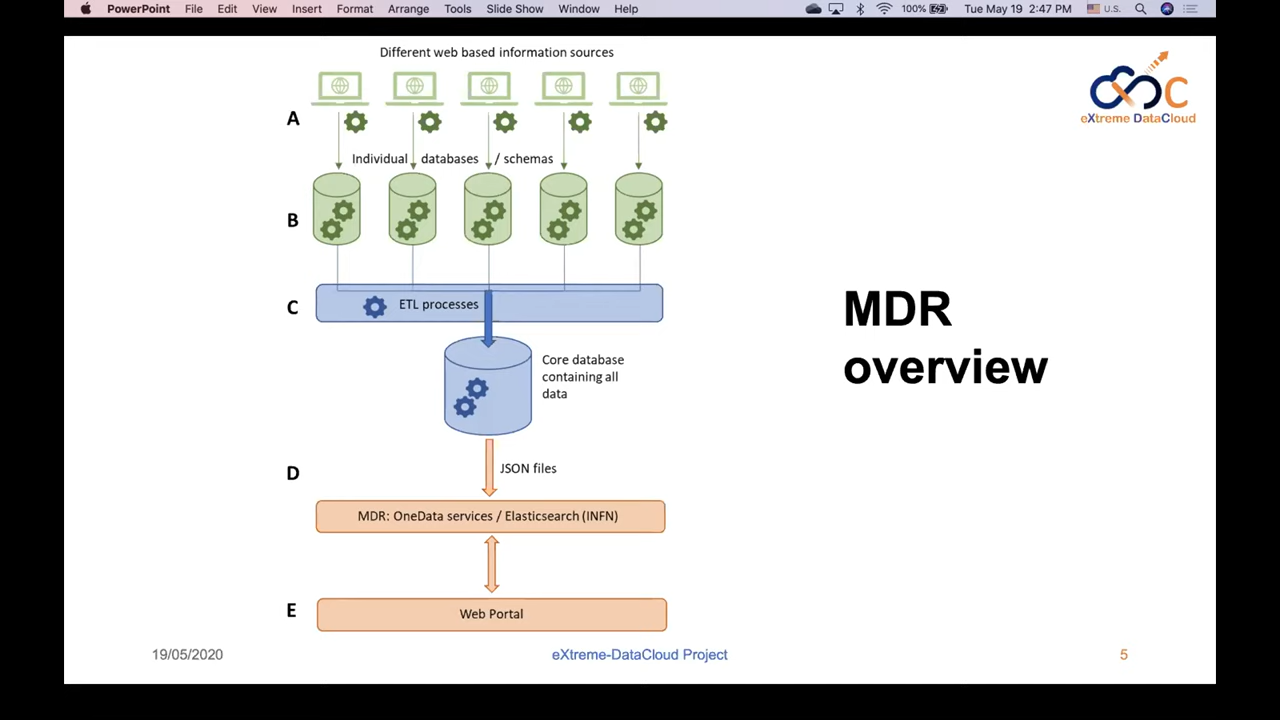 PowerPoint File Edit View Insert Format Arrange Tools Slide Show Window Help 100% Tue May 19 2:47 PM U.S.
Different web based information sources
eXtreme DataCloud
A
Individual databases / schemas
B
C
ETL processes
MDR
overview
Core database
containing all
data
D
JSON files
MDR: OneData services / Elasticsearch (INFN)
E
Web Portal
19/05/2020 eXtreme-DataCloud Project 5